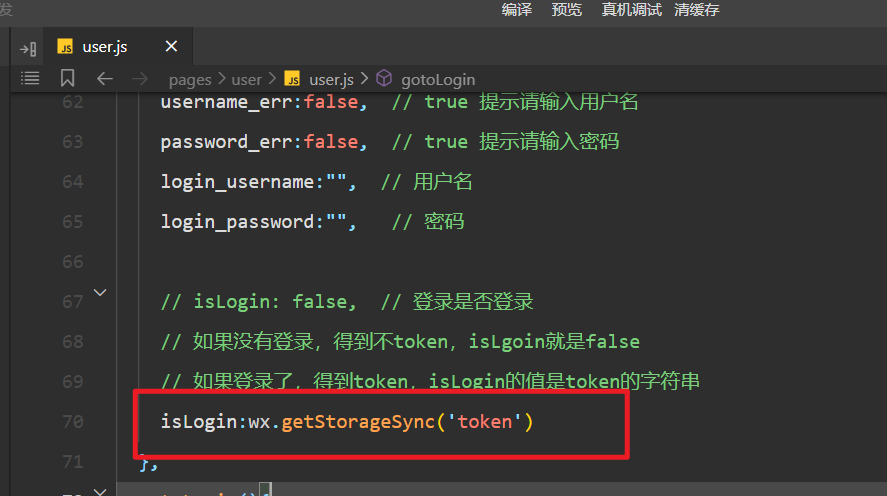 发
编译 预览 真机调试 清缓存
JS user.js
pages > user > JS user.js > gotoLogin
62 username_err:false, // true 提示请输入用户名
63 password_err:false, // true 提示请输入密码
64 login_username:"", // 用户名
65 login_password:"", // 密码
66
67 // isLogin: false, // 登录是否登录
68 // 如果没有登录，得到不token，isLgoin就是false
69 // 如果登录了，得到token，isLogin的值是token的字符串
70 isLogin:wx.getStorageSync('token')
71 },